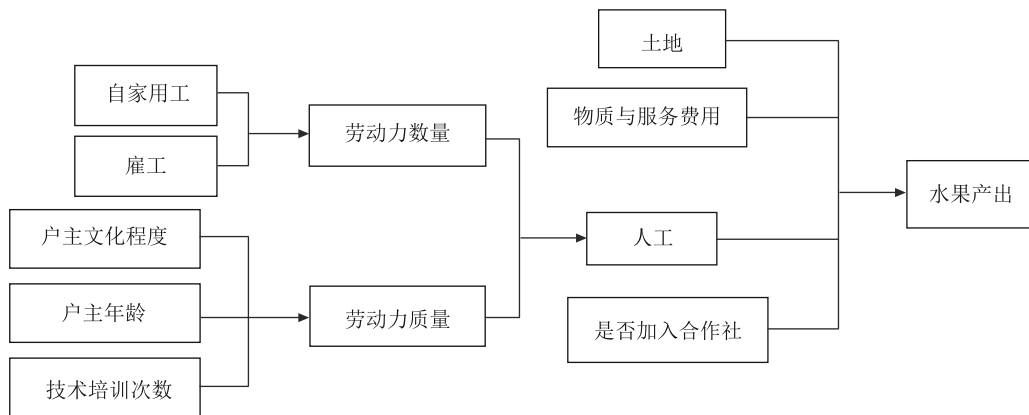 自家用工
雇工
户主文化程度
户主年龄
技术培训次数
劳动力数量
劳动力质量
土地
物质与服务费用
人工
是否加入合作社
水果产出